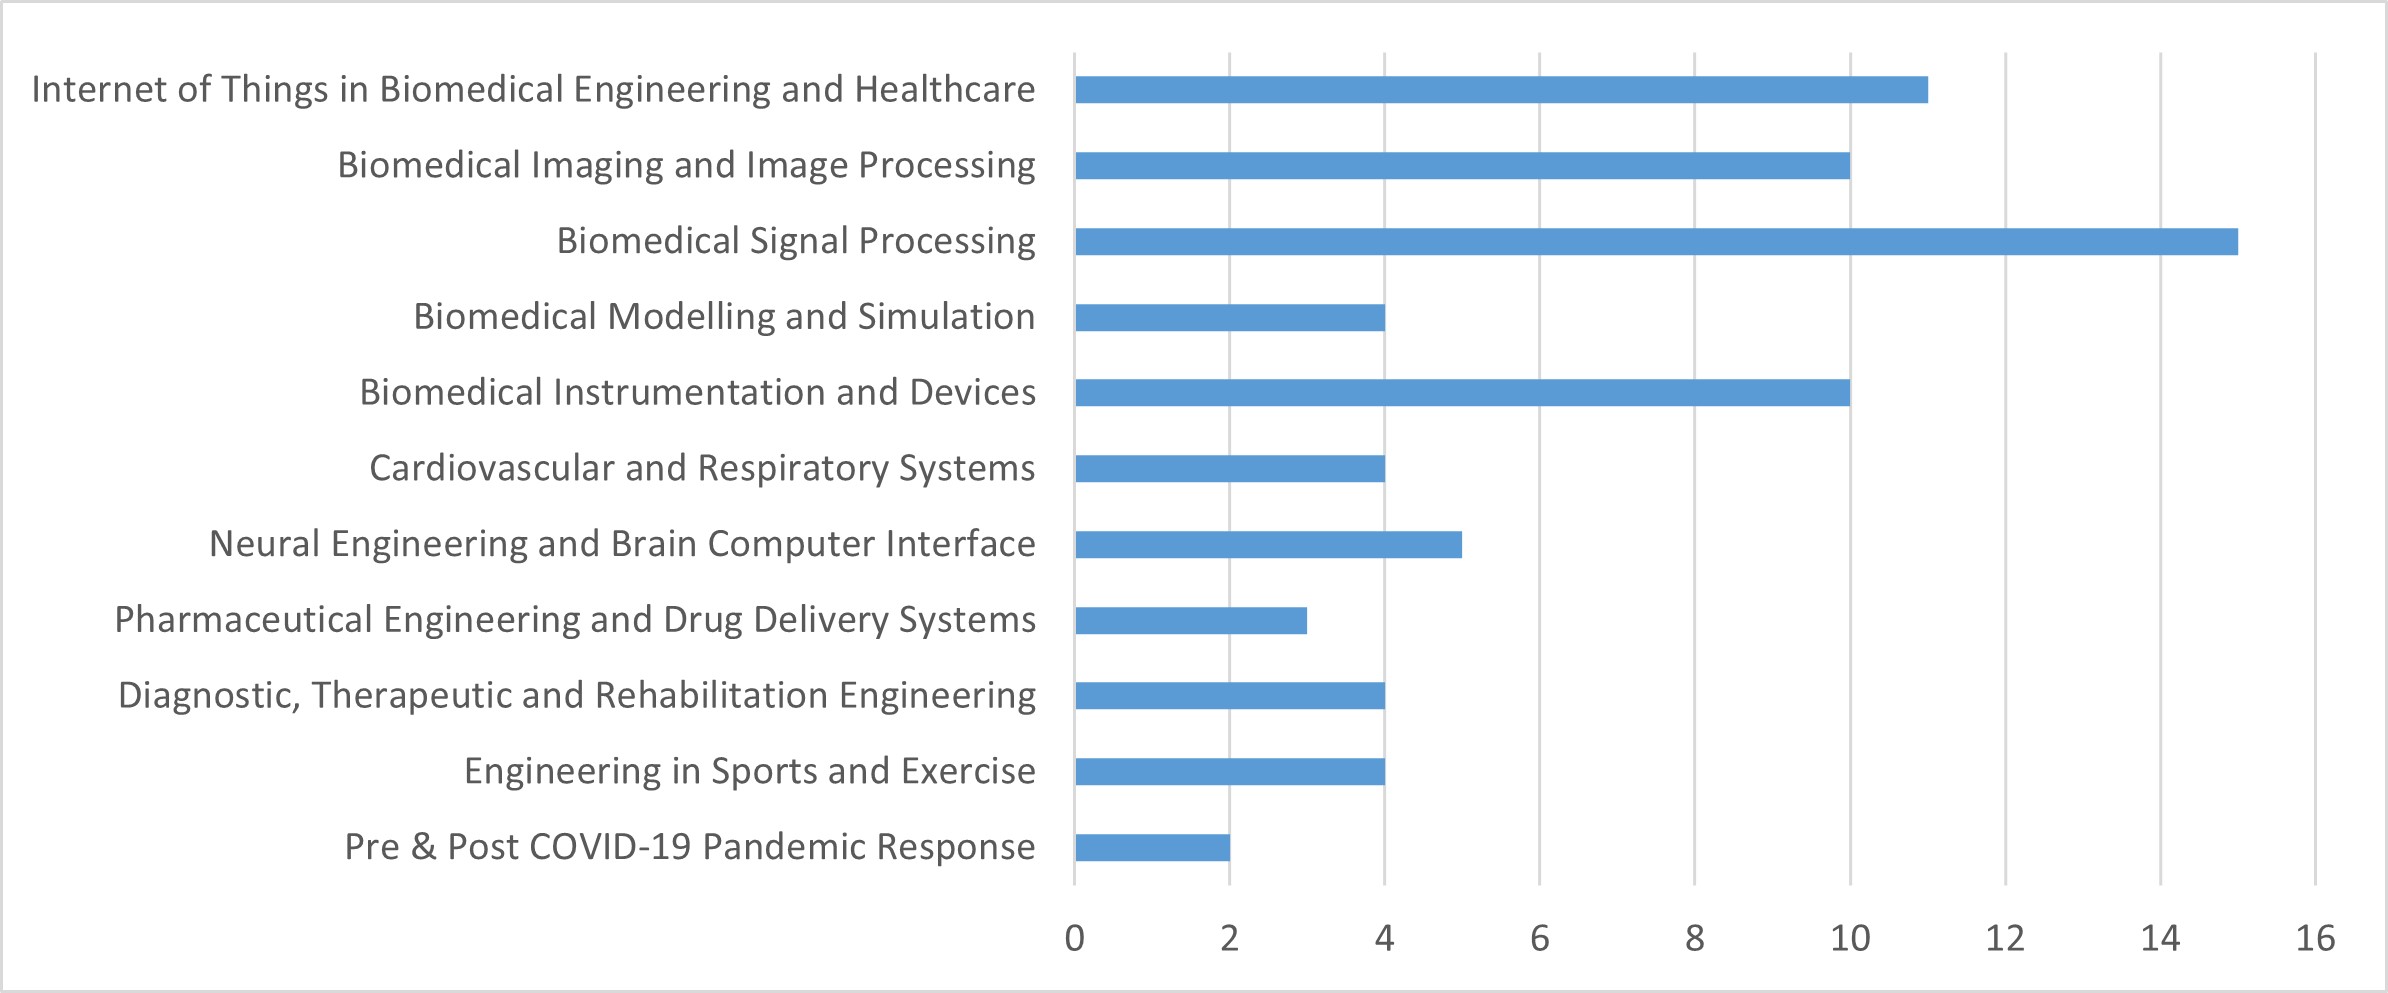 Internet of Things in Biomedical Engineering and Healthcare
Biomedical Imaging and Image Processing
Biomedical Signal Processing
Biomedical Modelling and Simulation
Biomedical Instrumentation and Devices
Cardiovascular and Respiratory Systems
Neural Engineering and Brain Computer Interface
Pharmaceutical Engineering and Drug Delivery Systems
Diagnostic, Therapeutic and Rehabilitation Engineering
Engineering in Sports and Exercise
Pre & Post COVID-19 Pandemic Response
0 2 4 6 8 10 12 14 16